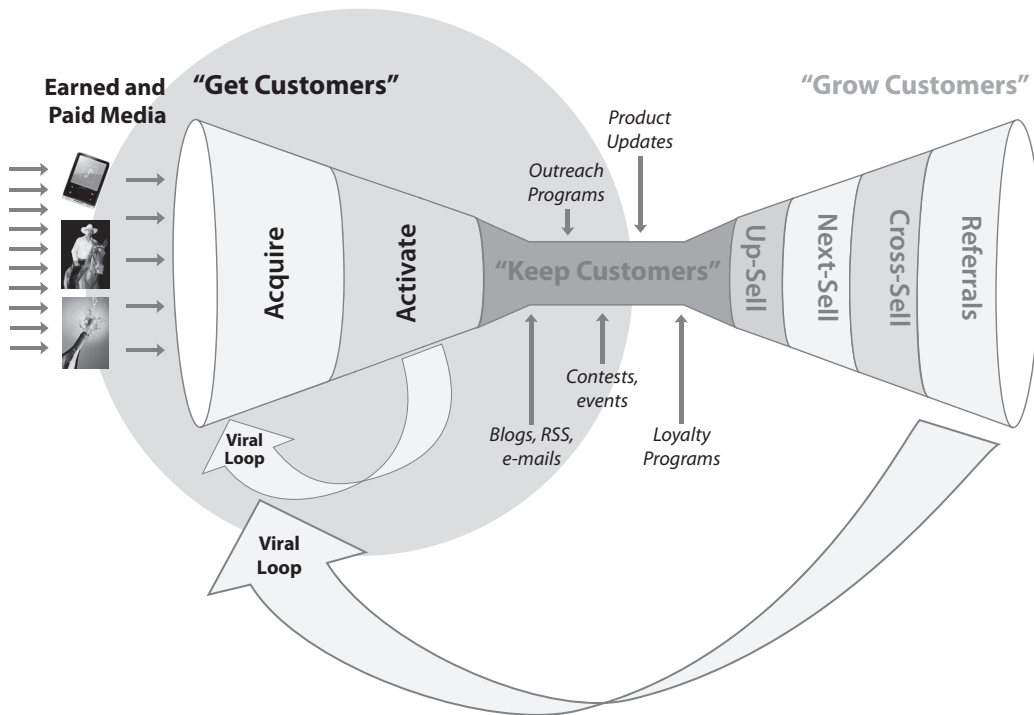 Earned and
Paid Media
“Get Customers”
“Grow Customers”
Product
Updates
Outreach
Programs
Acquire
Activate
“Keep Customers”
Up-Sell
Next-Sell
Cross-Sell
Referrals
Contests,
events
Blogs, RSS,
e-mails
Loyalty
Programs
Viral
Loop
Viral
Loop